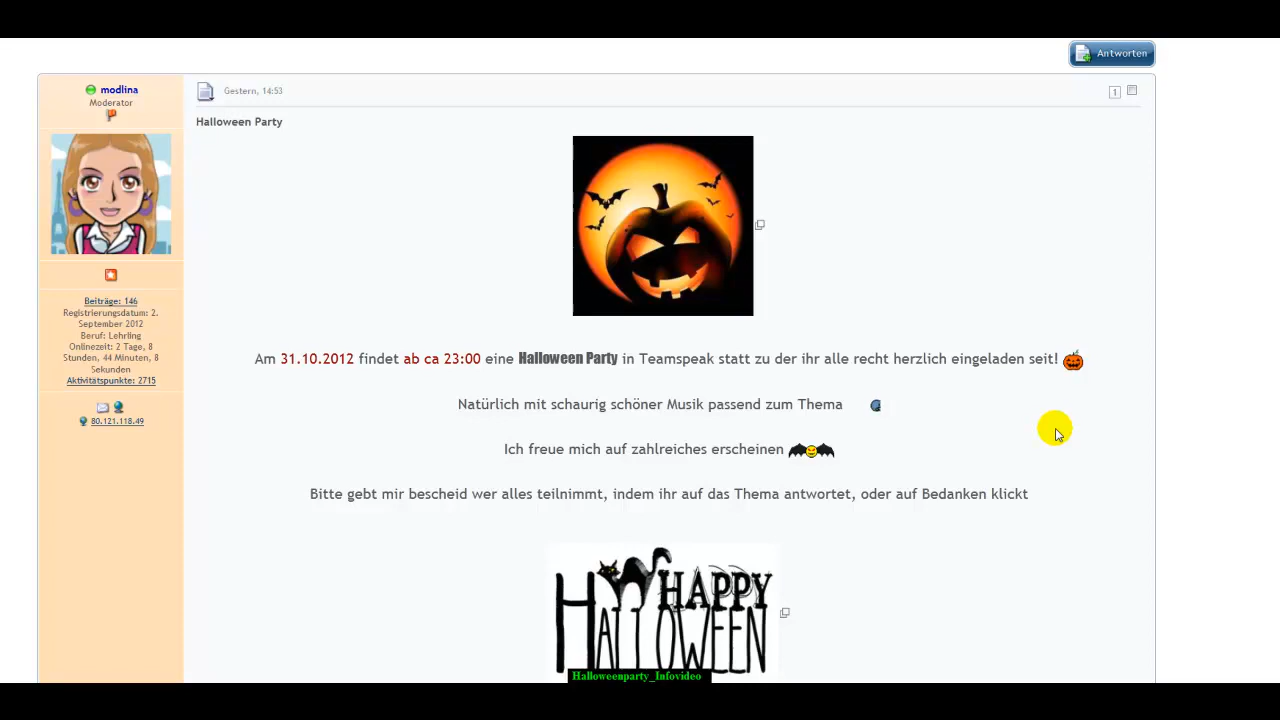 Antworten
modlina
Moderator
Gestern, 14:53
1
Halloween Party
Beiträge: 146
Registrierungsdatum: 2.
September 2012
Beruf: Lehrling
Onlinezeit: 2 Tage, 8
Stunden, 44 Minuten, 8
Sekunden
Aktivitätspunkte: 2715
80.121.118.49
Am 31.10.2012 findet ab ca 23:00 eine Halloween Party in Teamspeak statt zu der ihr alle recht herzlich eingeladen seit!
Natürlich mit schaurig schöner Musik passend zum Thema
Ich freue mich auf zahlreiches erscheinen
Bitte gebt mir bescheid wer alles teilnimmt, indem ihr auf das Thema antwortet, oder auf Bedanken klickt
HAPPY
HALLOWEEN
Halloweenparty_Infovideo